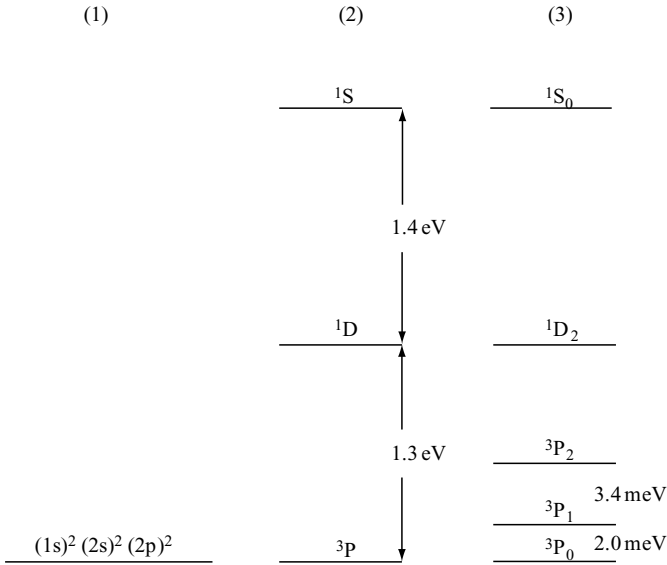 (1) (2) (3)
¹S ¹S₀
1.4 eV
¹D ¹D₂
1.3 eV
³P₂
3.4 meV
³P₁
(1s)² (2s)² (2p)² ³P ³P₀ 2.0 meV